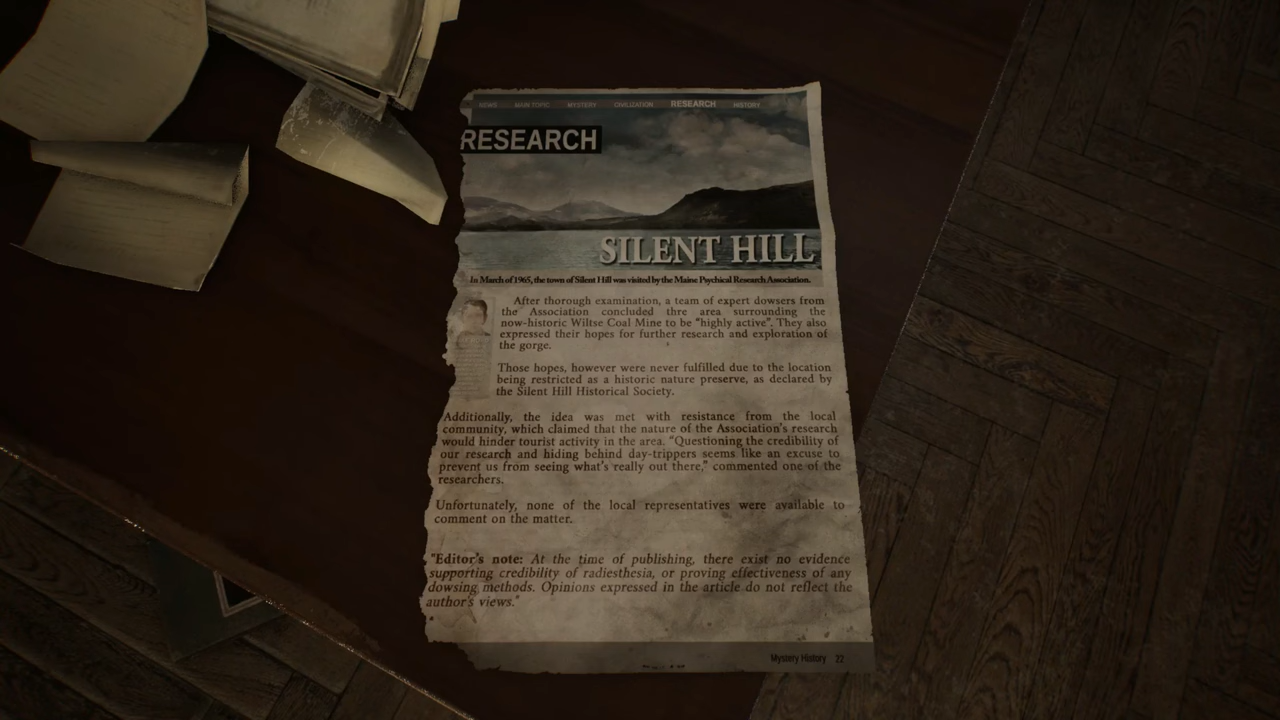 NEWS MAIN TOPIC MYSTERY CIVILIZATION RESEARCH HISTORY
RESEARCH
SILENT HILL
In March of 1965, the town of Silent Hill was visited by the Maine Psychical Research Association.
After thorough examination, a team of expert dowsers from
the Association concluded thre area surrounding the
now-historic Wiltse Coal Mine to be "highly active". They also
expressed their hopes for further research and exploration of
the gorge.
Those hopes, however were never fulfilled due to the location
being restricted as a historic nature preserve, as declared by
the Silent Hill Historical Society.
Additionally, the idea was met with resistance from the local
community, which claimed that the nature of the Association's research
would hinder tourist activity in the area. "Questioning the credibility of
our research and hiding behind day-trippers seems like an excuse to
prevent us from seeing what's really out there," commented one of the
researchers.
Unfortunately, none of the local representatives were available to
comment on the matter.
"Editor's note: At the time of publishing, there exist no evidence
supporting credibility of radiesthesia, or proving effectiveness of any
dowsing methods. Opinions expressed in the article do not reflect the
author's views."
Mystery History 22